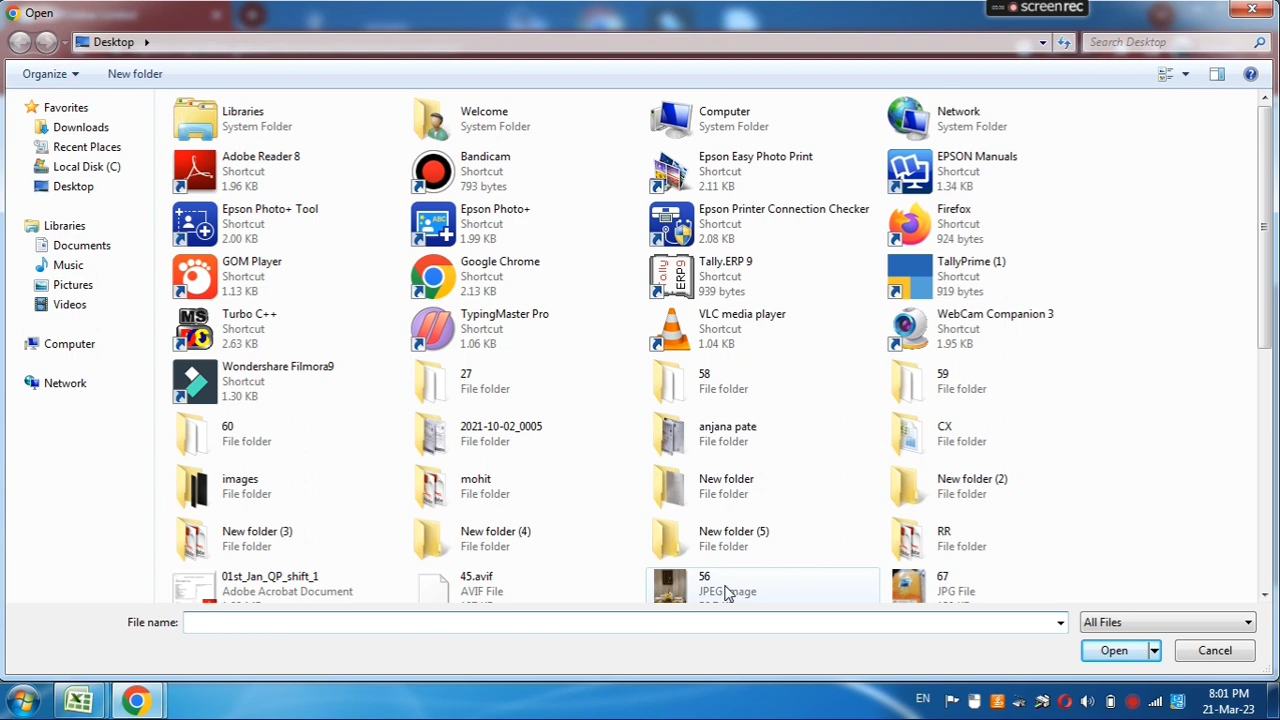 Open
screenrec
Desktop
Search Desktop
Organize
New folder
Favorites
Downloads
Recent Places
Local Disk (C)
Desktop
Libraries
Documents
Music
Pictures
Videos
Computer
Network
Libraries
System Folder
Welcome
System Folder
Computer
System Folder
Network
System Folder
Adobe Reader 8
Shortcut
1.96 KB
Bandicam
Shortcut
793 bytes
Epson Easy Photo Print
Shortcut
2.11 KB
EPSON Manuals
Shortcut
1.34 KB
Epson Photo+ Tool
Shortcut
2.00 KB
Epson Photo+
Shortcut
1.99 KB
Epson Printer Connection Checker
Shortcut
2.08 KB
Firefox
Shortcut
924 bytes
GOM Player
Shortcut
1.13 KB
Google Chrome
Shortcut
2.13 KB
Tally.ERP 9
Shortcut
939 bytes
TallyPrime (1)
Shortcut
919 bytes
Turbo C++
Shortcut
2.63 KB
TypingMaster Pro
Shortcut
1.06 KB
VLC media player
Shortcut
1.04 KB
WebCam Companion 3
Shortcut
1.95 KB
Wondershare Filmora9
Shortcut
1.30 KB
27
File folder
58
File folder
59
File folder
60
File folder
2021-10-02_0005
File folder
anjana pate
File folder
CX
File folder
images
File folder
mohit
File folder
New folder
File folder
New folder (2)
File folder
New folder (3)
File folder
New folder (4)
File folder
New folder (5)
File folder
RR
File folder
01st_Jan_QP_shift_1
Adobe Acrobat Document
45.avif
AVIF File
56
JPEG Image
67
JPG File
File name:
All Files
Open
Cancel
EN
8:01 PM
21-Mar-23